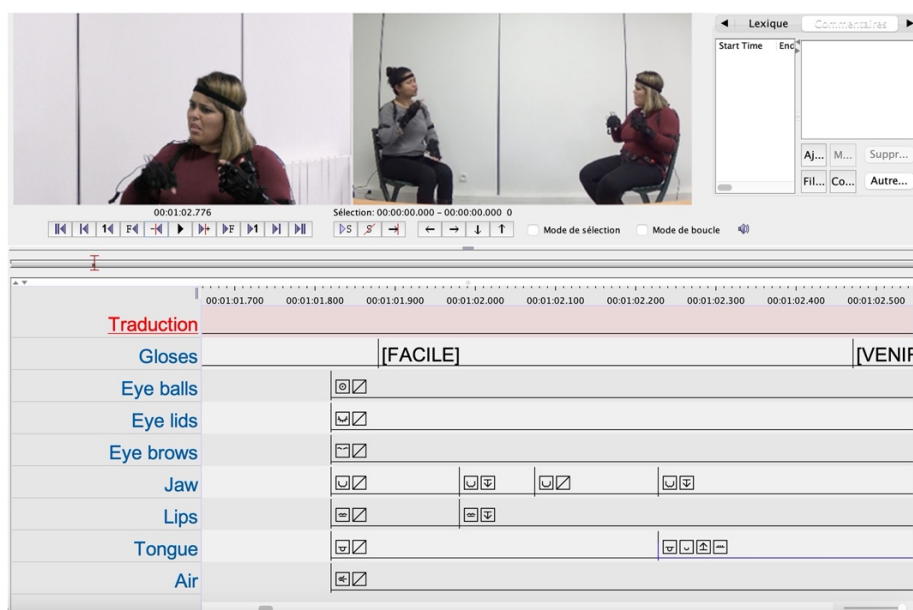 Lexique Commentaires
Start Time End
Aj... M... Suppr...
Fil... Co... Autre...
00:01:02.776 Sélection: 00:00:00.000 - 00:00:00.000 0
1 F F 1 S S Mode de sélection Mode de boucle
00:01:01.700 00:01:01.800 00:01:01.900 00:01:02.000 00:01:02.100 00:01:02.200 00:01:02.300 00:01:02.400 00:01:02.500
Traduction
Gloses [FACILE] [VENIR
Eye balls
Eye lids
Eye brows
Jaw
Lips
Tongue
Air